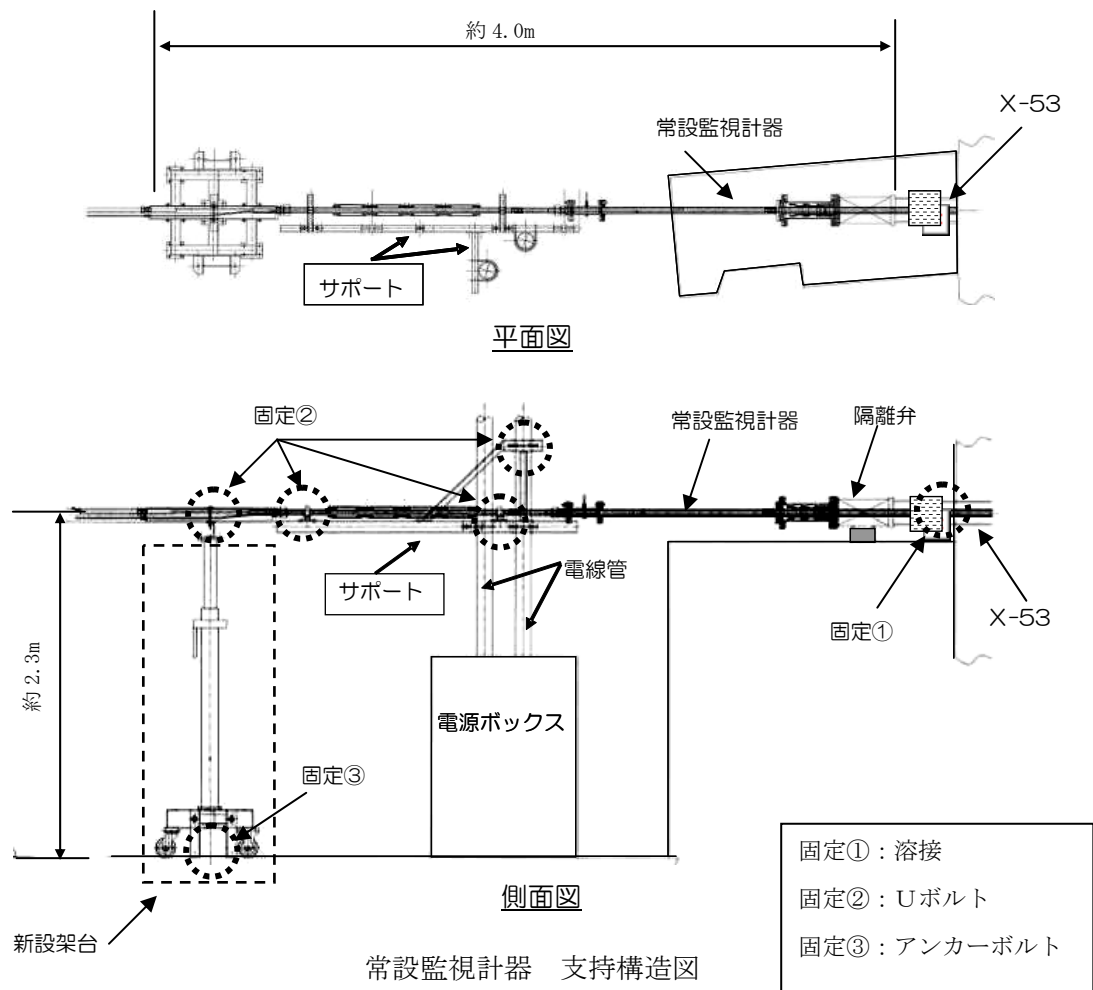 約 4.0m
X-53
常設監視計器
サポート
平面図
固定②
常設監視計器
隔離弁
サポート
電線管
固定①
X-53
約 2.3m
電源ボックス
固定③
新設架台
側面図
固定①：溶接
固定②：Uボルト
固定③：アンカーボルト
常設監視計器　支持構造図